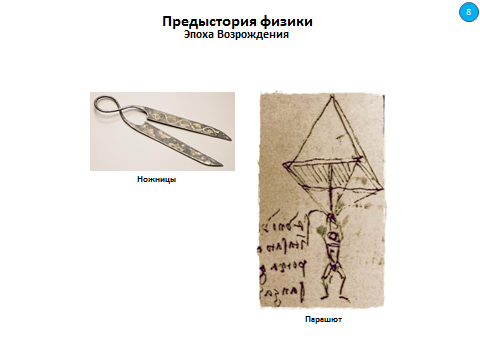 8
Предыстория физики
Эпоха Возрождения
Ножницы
Парашют